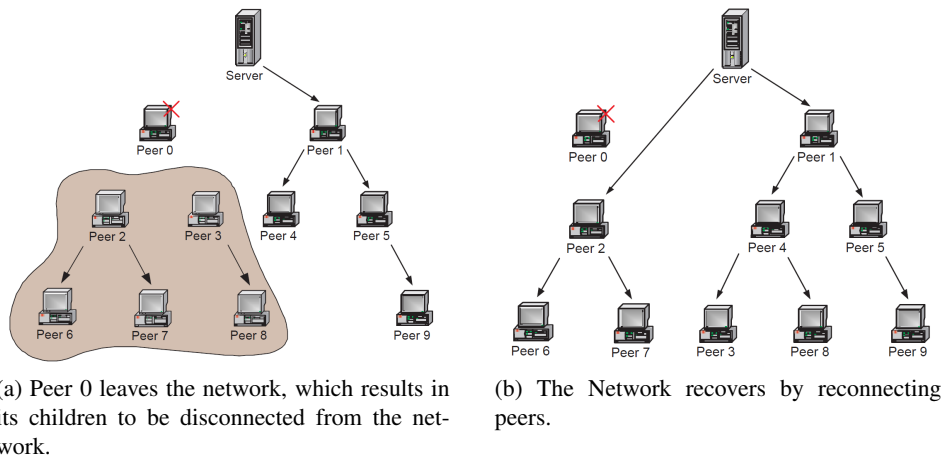 Server
Peer 0
Peer 1
Peer 2
Peer 3
Peer 4
Peer 5
Peer 6
Peer 7
Peer 8
Peer 9
(a) Peer 0 leaves the network, which results in
its children to be disconnected from the net-
work.
Server
Peer 0
Peer 1
Peer 2
Peer 4
Peer 5
Peer 6
Peer 7
Peer 3
Peer 8
Peer 9
(b) The Network recovers by reconnecting
peers.